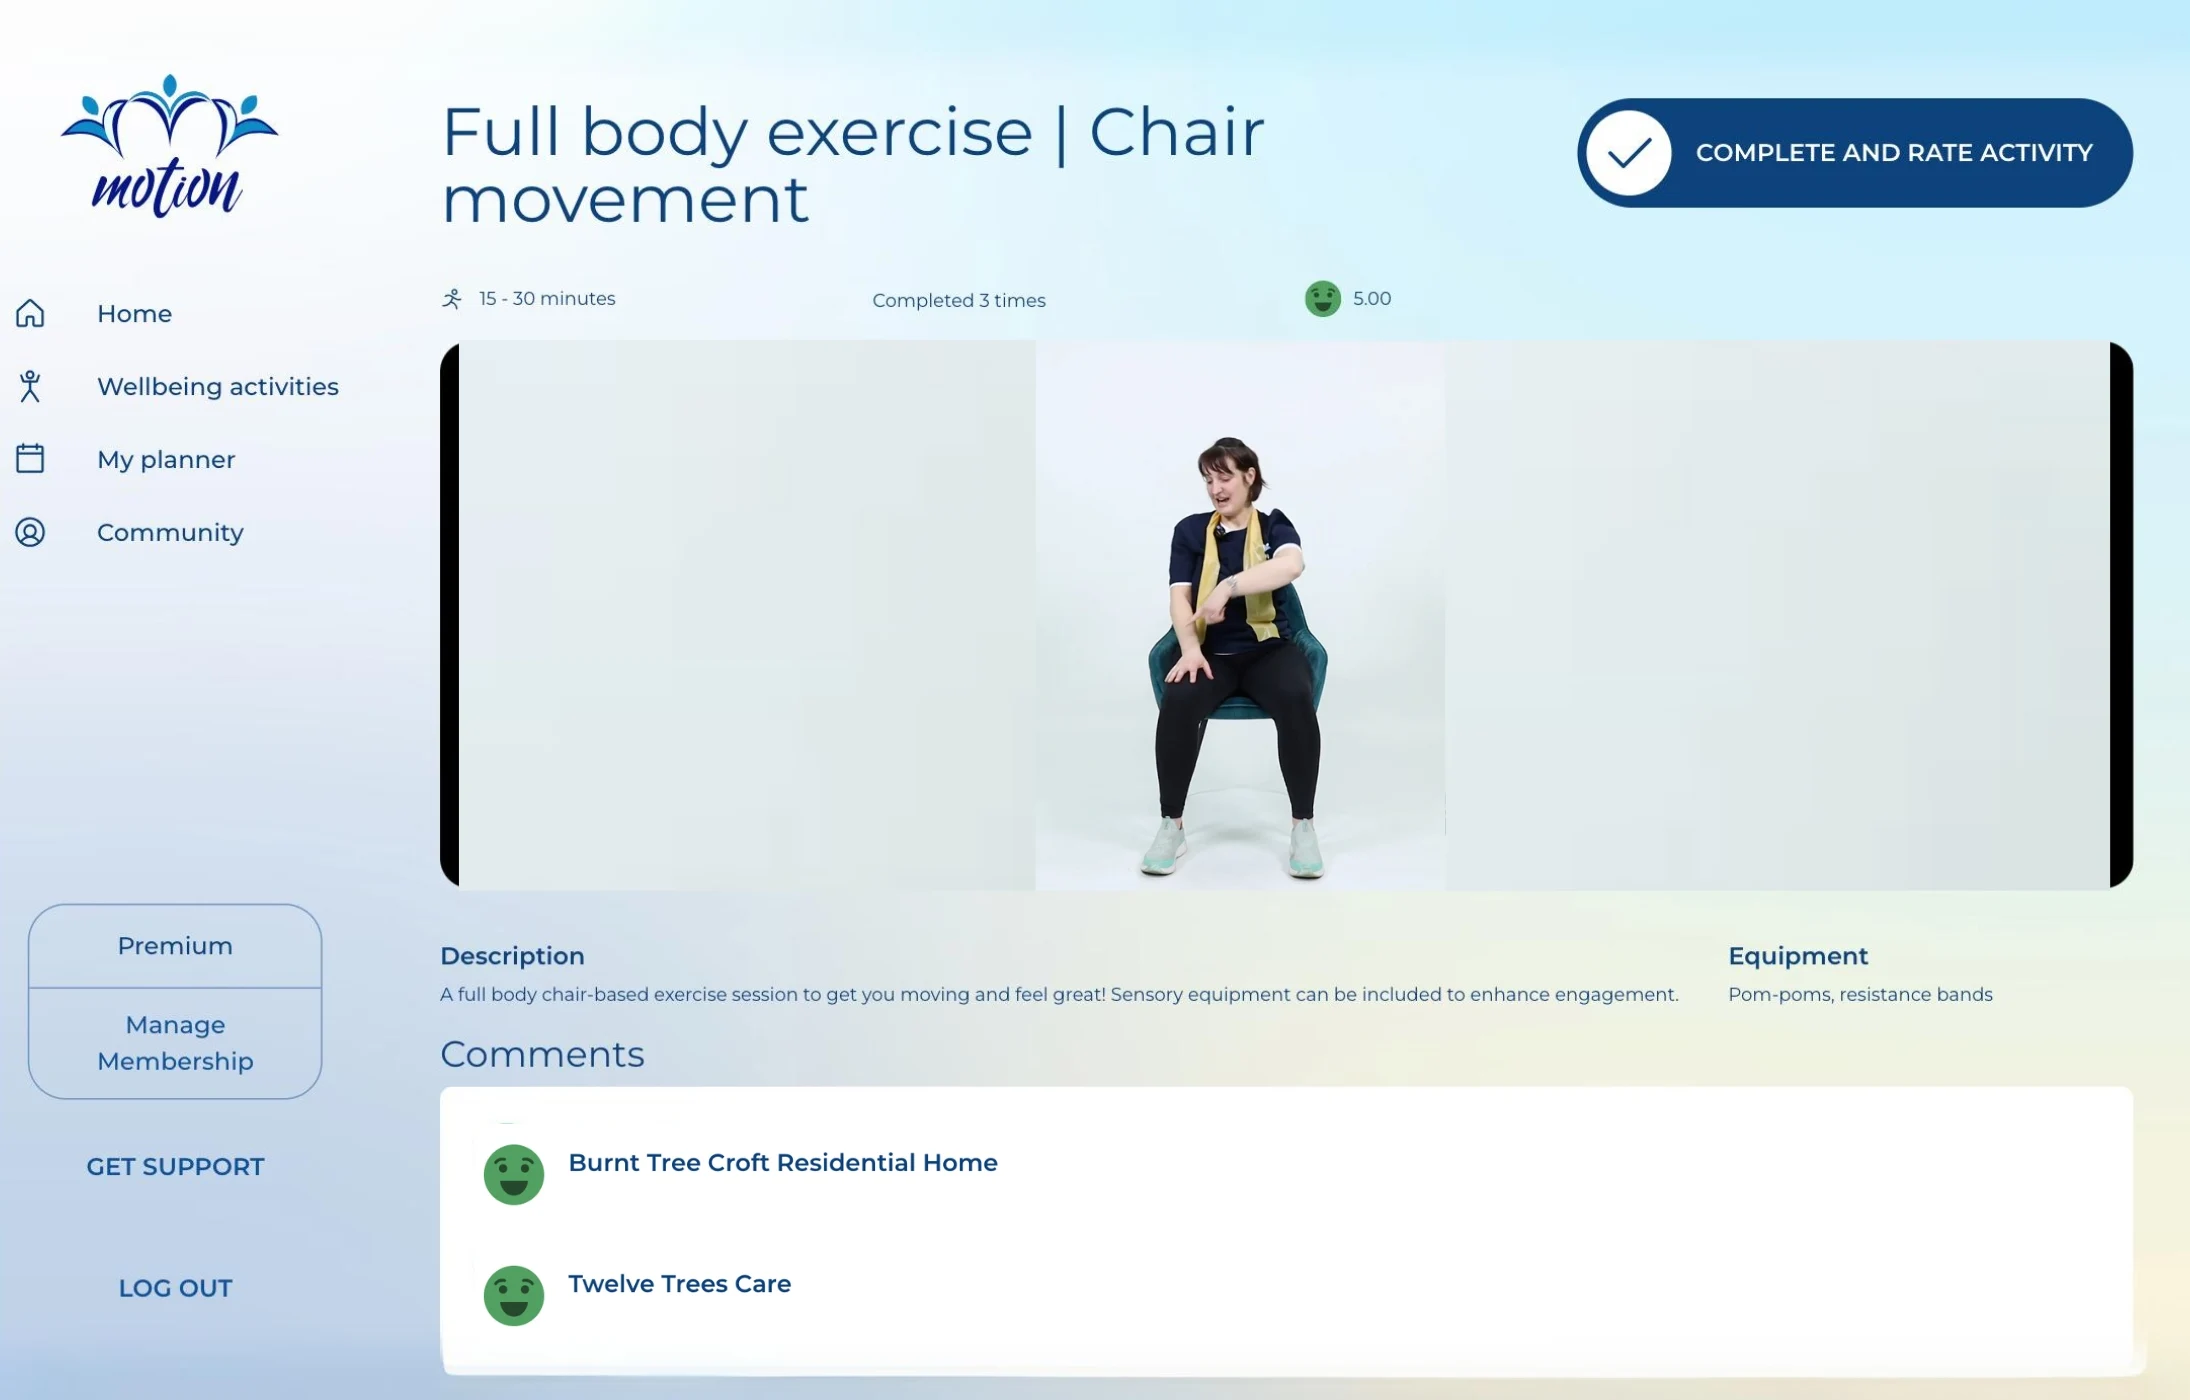 motion
Full body exercise | Chair
movement
COMPLETE AND RATE ACTIVITY
15 - 30 minutes
Completed 3 times
5.00
Home
Wellbeing activities
My planner
Community
Premium
Manage
Membership
GET SUPPORT
LOG OUT
Description
A full body chair-based exercise session to get you moving and feel great! Sensory equipment can be included to enhance engagement.
Equipment
Pom-poms, resistance bands
Comments
Burnt Tree Croft Residential Home
Twelve Trees Care